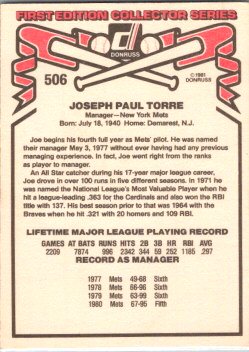 FIRST EDITION COLLECTOR SERIES
DONRUSS
506
©1981
DONRUSS
JOSEPH PAUL TORRE
Manager—New York Mets
Born: July 18, 1940 Home: Demarest, N.J.
Joe begins his fourth full year as Mets' pilot. He was named
their manager May 3, 1977 without ever having had any previous
managing experience. In fact, Joe went right from the ranks
as player to manager.
An All Star catcher during his 17-year major league career,
Joe drove in over 100 runs in five different seasons. In 1971 he
was named the National League's Most Valuable Player when he
hit a league-leading .363 for the Cardinals and also won the RBI
title with 137. His best season prior to that was 1964 with the
Braves when he hit .321 with 20 homers and 109 RBI.
LIFETIME MAJOR LEAGUE PLAYING RECORD
GAMES AT BATS RUNS HITS 2B 3B HR RBI AVG
2209 7874 996 2342 344 59 252 1185 .297
RECORD AS MANAGER
1977 Mets 49-68 Sixth
1978 Mets 66-96 Sixth
1979 Mets 63-99 Sixth
1980 Mets 67-95 Fifth